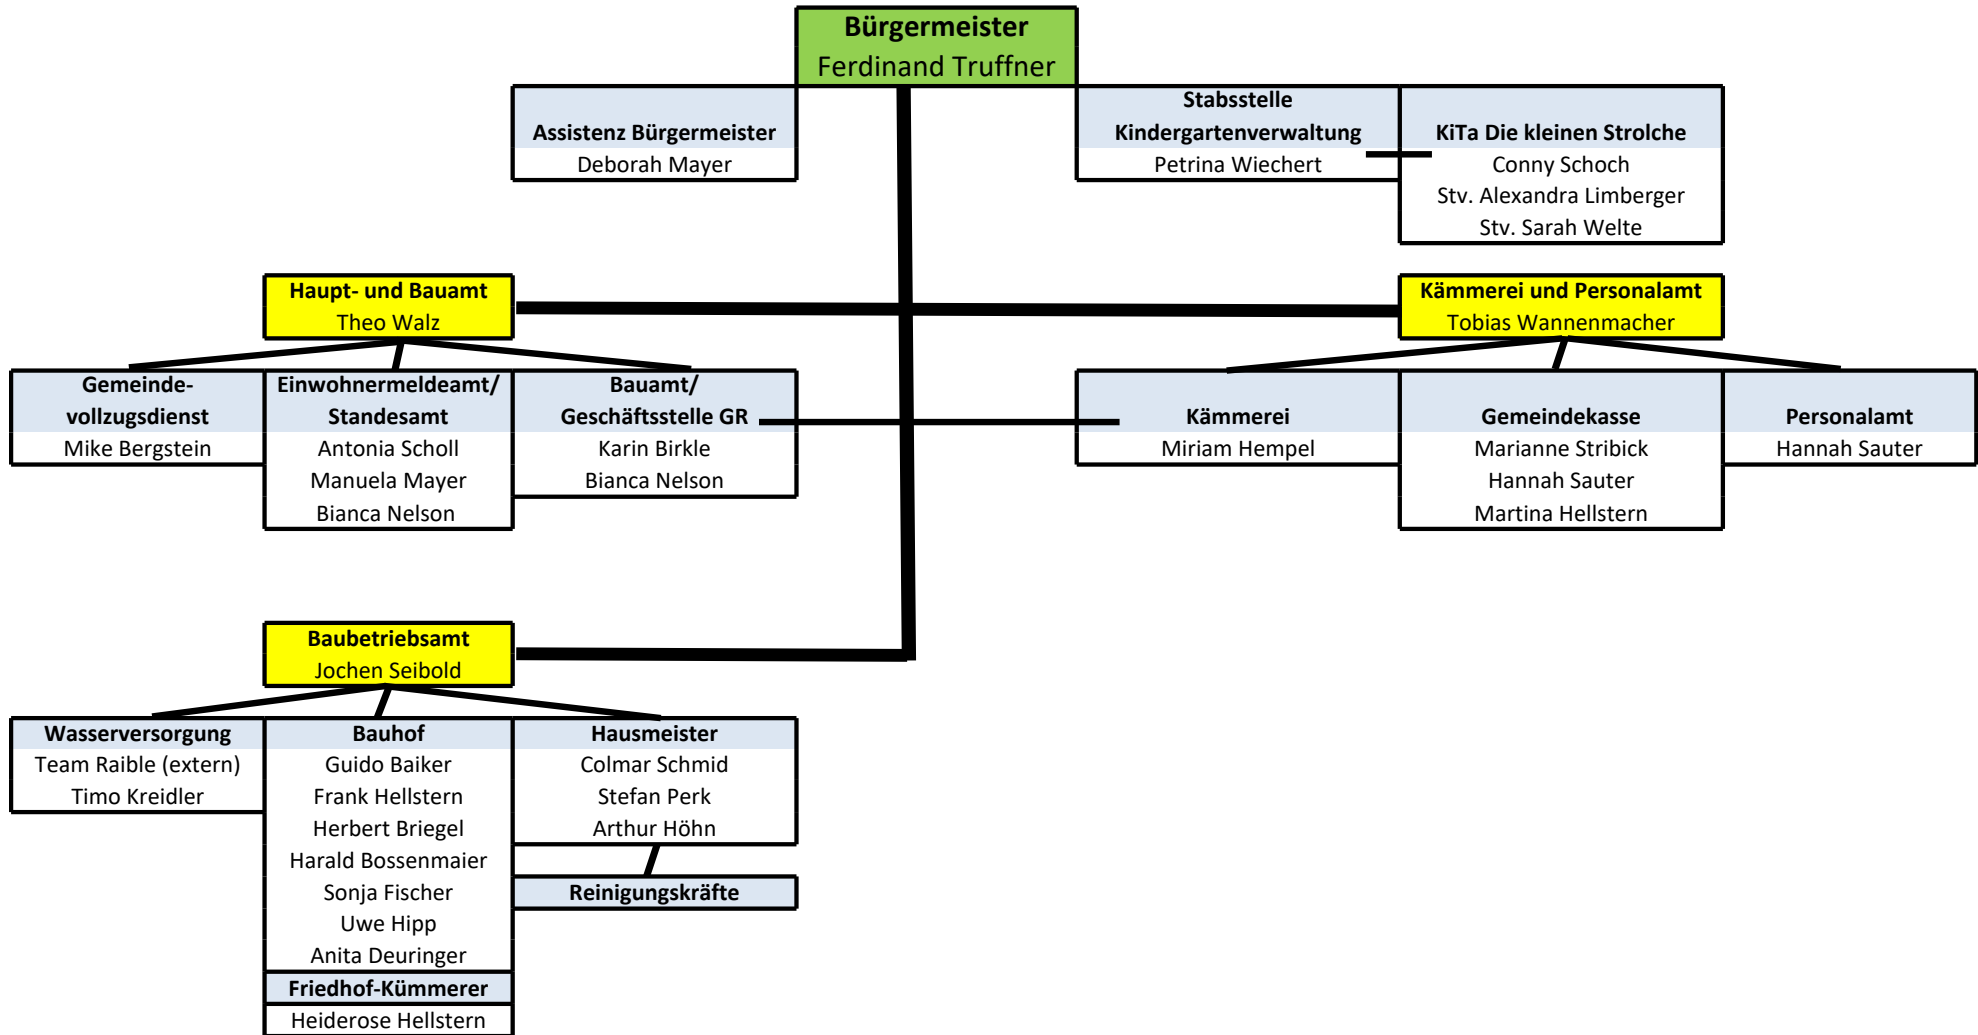 Bürgermeister
Ferdinand Truffner
Assistenz Bürgermeister
Deborah Mayer
Stabsstelle
Kindergartenverwaltung
Petrina Wiechert
KiTa Die kleinen Strolche
Conny Schoch
Stv. Alexandra Limberger
Stv. Sarah Welte
Haupt- und Bauamt
Theo Walz
Kämmerei und Personalamt
Tobias Wannenmacher
Gemeinde-
vollzugsdienst
Mike Bergstein
Einwohnermeldeamt/
Standesamt
Antonia Scholl
Manuela Mayer
Bianca Nelson
Bauamt/
Geschäftsstelle GR
Karin Birkle
Bianca Nelson
Kämmerei
Miriam Hempel
Gemeindekasse
Marianne Stribick
Hannah Sauter
Martina Hellstern
Personalamt
Hannah Sauter
Baubetriebsamt
Jochen Seibold
Wasserversorgung
Team Raible (extern)
Timo Kreidler
Bauhof
Guido Baiker
Frank Hellstern
Herbert Briegel
Harald Bossenmaier
Sonja Fischer
Uwe Hipp
Anita Deuringer
Friedhof-Kümmerer
Heiderose Hellstern
Hausmeister
Colmar Schmid
Stefan Perk
Arthur Höhn
Reinigungskräfte